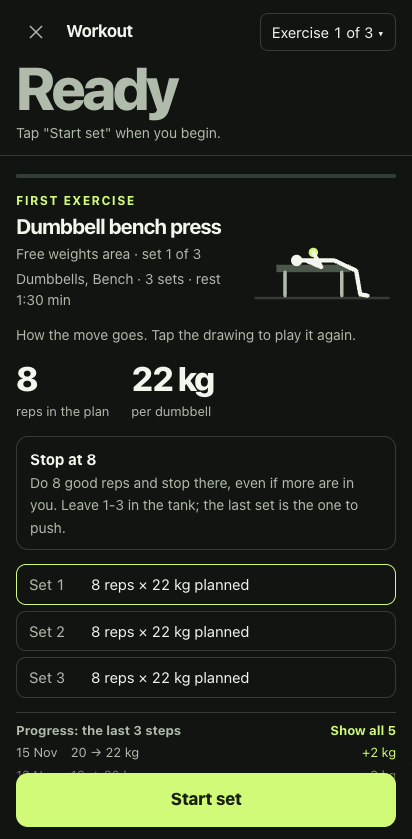 Workout
Exercise 1 of 3 ▾
Ready
Tap "Start set" when you begin.
FIRST EXERCISE
Dumbbell bench press
Free weights area · set 1 of 3
Dumbbells, Bench · 3 sets · rest
1:30 min
How the move goes. Tap the drawing to play it again.
8 22 kg
reps in the plan per dumbbell
Stop at 8
Do 8 good reps and stop there, even if more are in
you. Leave 1-3 in the tank; the last set is the one to
push.
Set 1 8 reps × 22 kg planned
Set 2 8 reps × 22 kg planned
Set 3 8 reps × 22 kg planned
Progress: the last 3 steps Show all 5
15 Nov 20 → 22 kg +2 kg
Start set